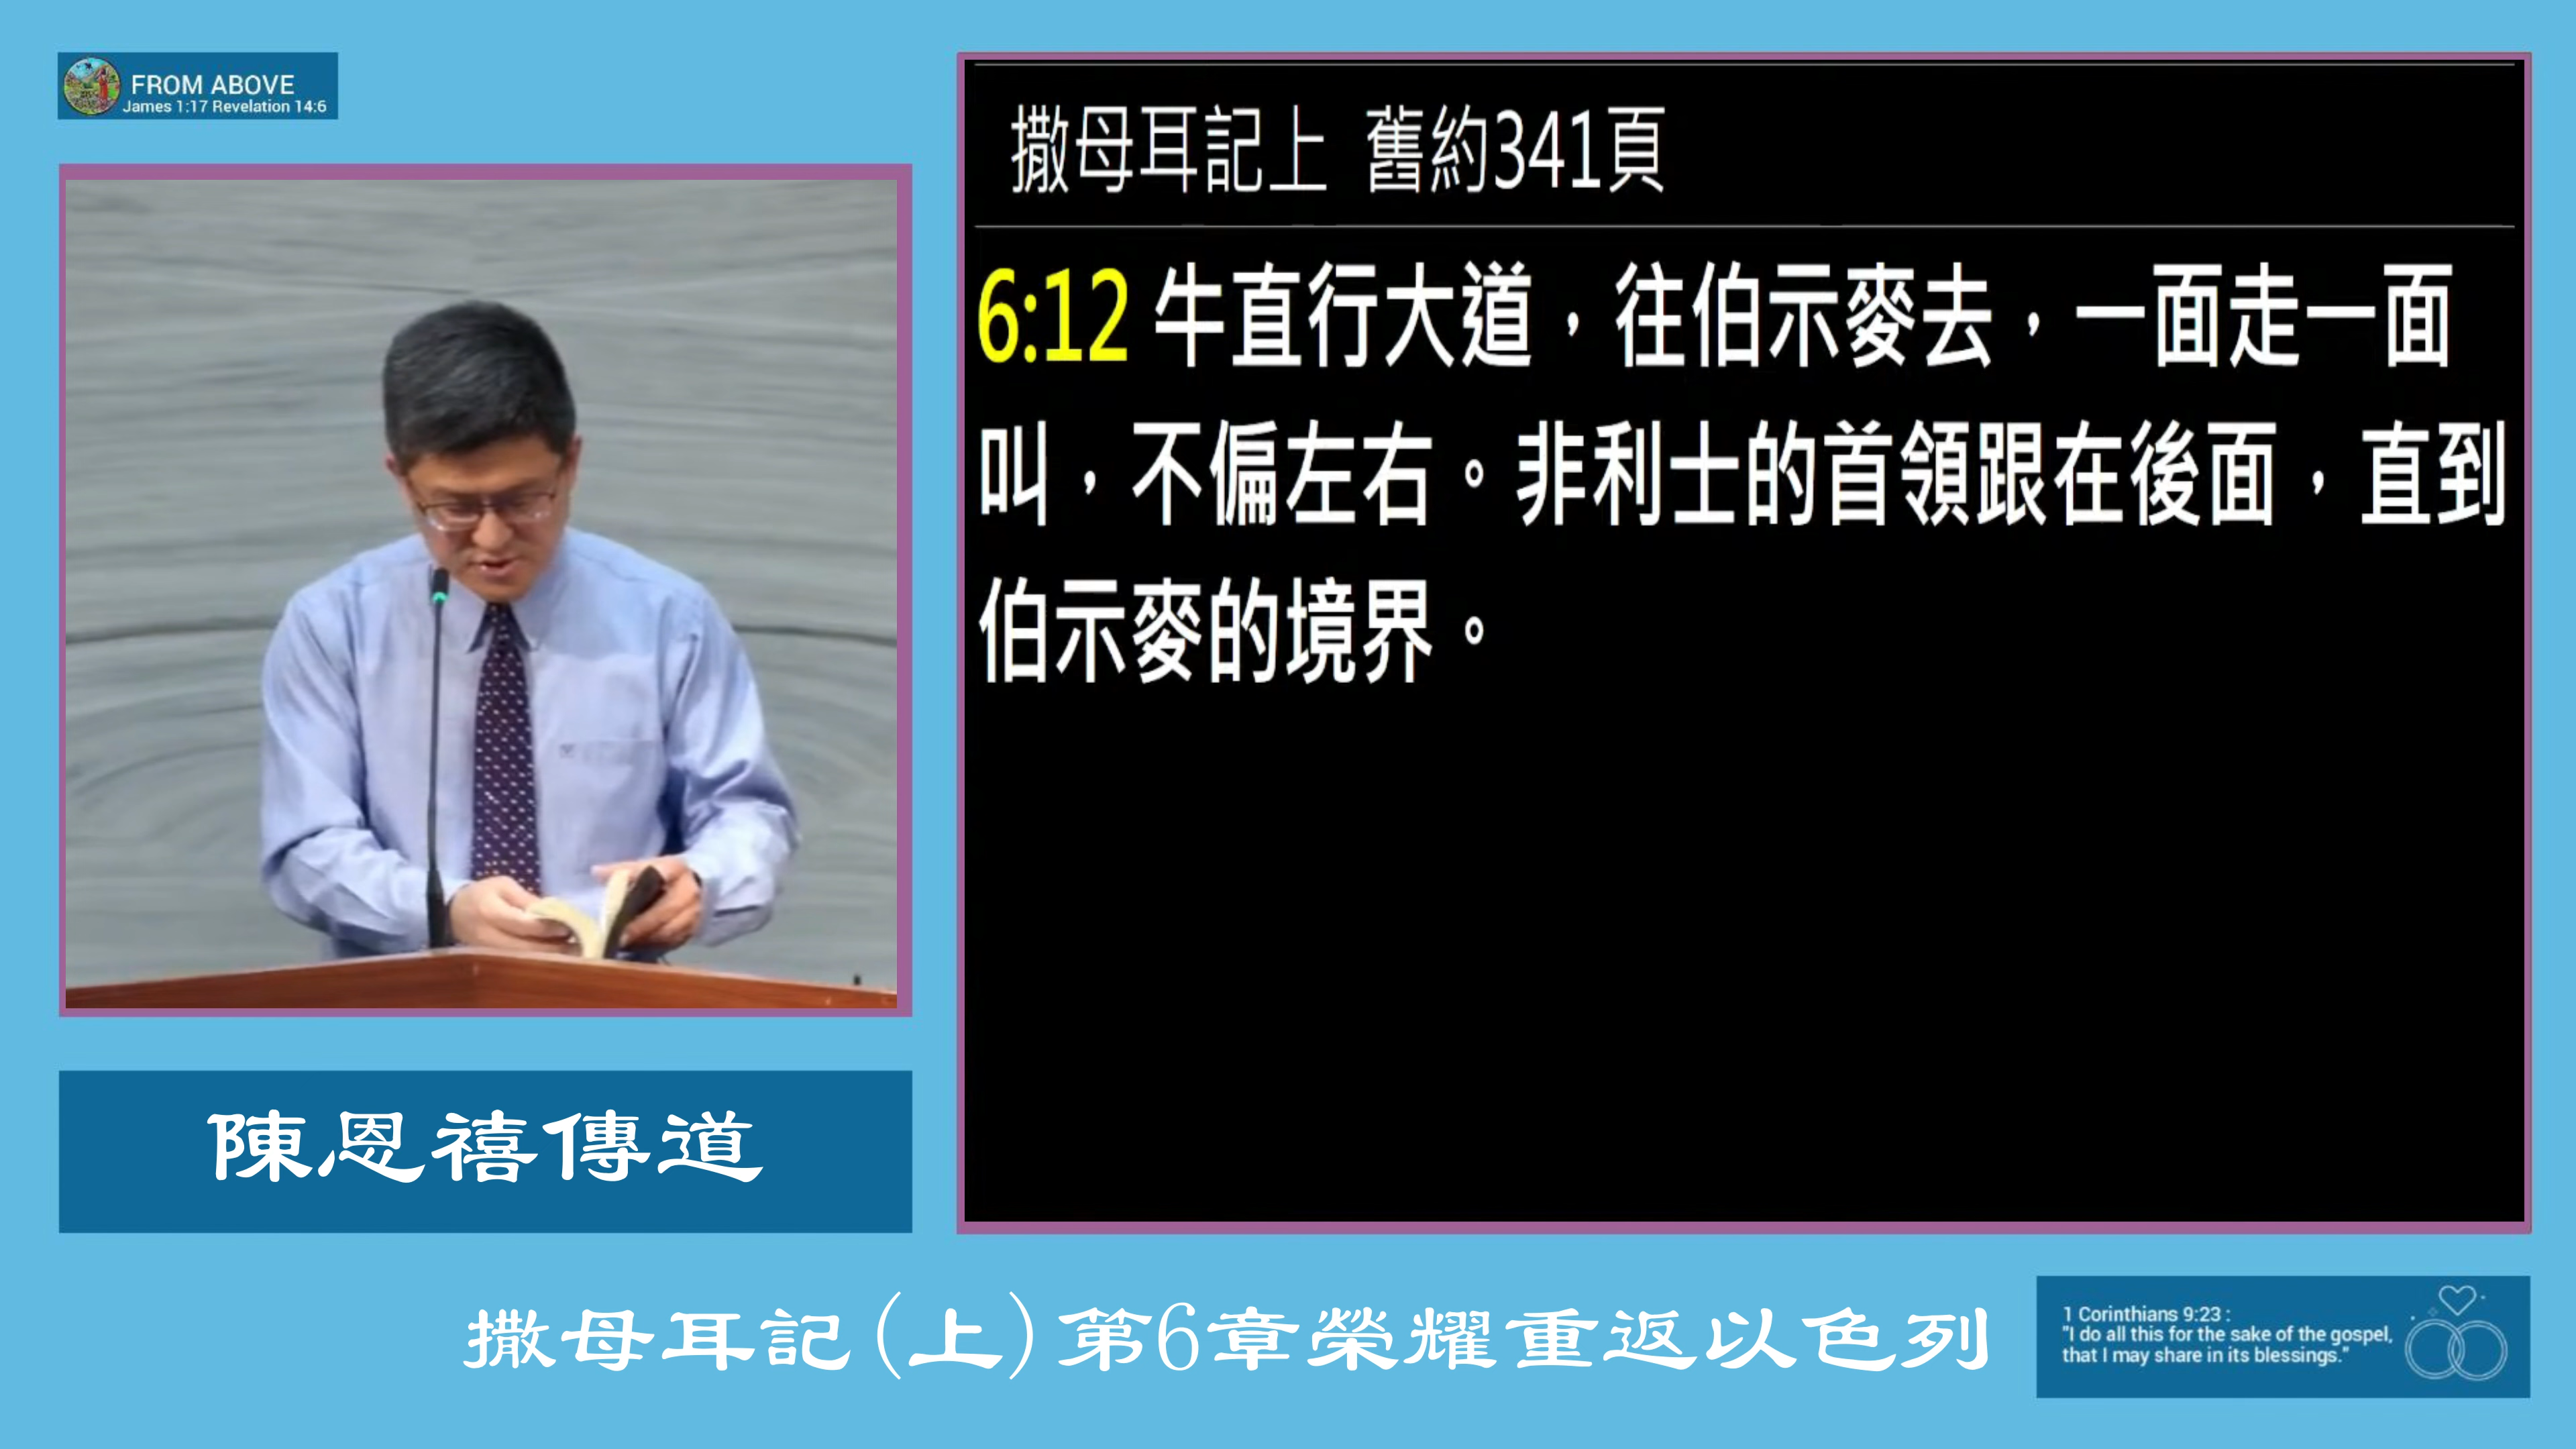 FROM ABOVE
James 1:17 Revelation 14:6
撒母耳記上 舊約341頁
6:12 牛直行大道，往伯示麥去，一面走一面
叫，不偏左右。非利士的首領跟在後面，直到
伯示麥的境界。
陳恩禧傳道
撒母耳記(上)第6章榮耀重返以色列
1 Corinthians 9:23 :
"I do all this for the sake of the gospel,
that I may share in its blessings."